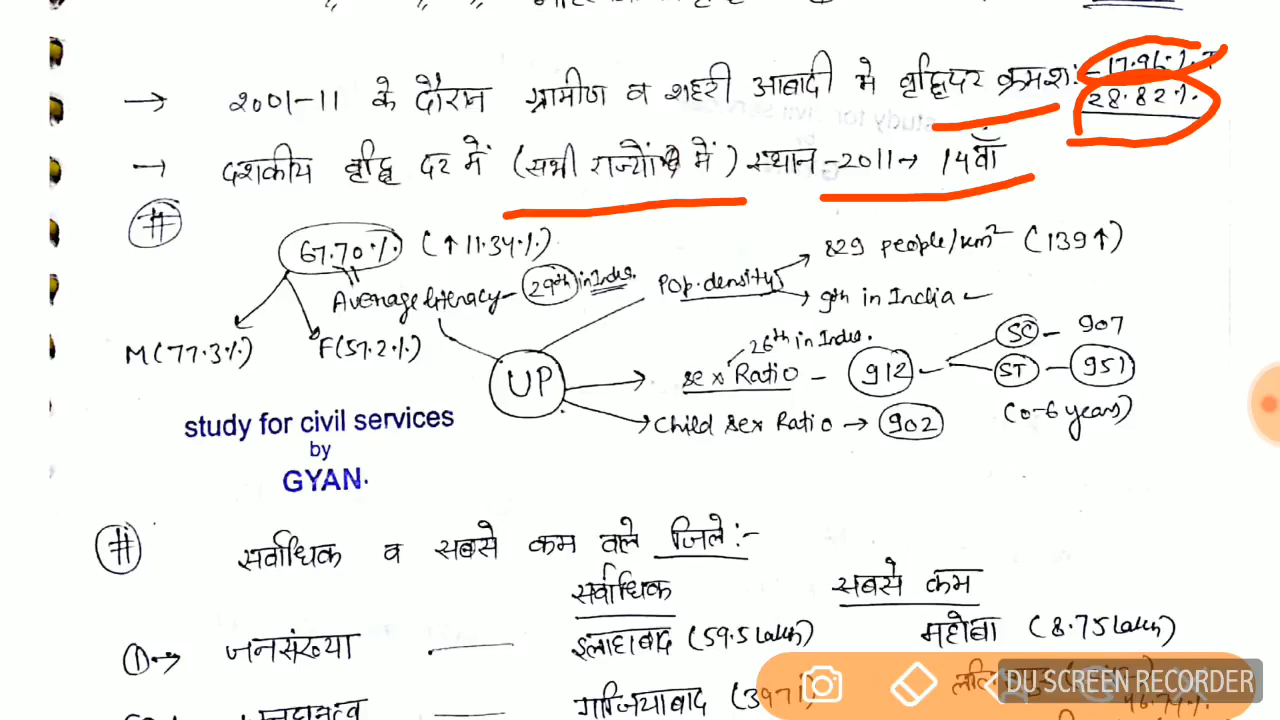 → 2001-11 के दौरान ग्रामीण व शहरी आबादी में वृद्धिदर क्रमशः - 17.96%.
28.82%.
→ दशकीय वृद्धि दर में (सभी राज्यों में) स्थान - 2011 → 14वाँ
#
67.70% (↑11.34%)
Average literacy - 29th in India.
M(77.3%) F(57.2%)
Pop. density
829 people/km² (139↑)
9th in India
UP
26th in India.
Sex Ratio - 912
SC - 907
ST - 951
Child Sex Ratio → 902 (0-6 years)
study for civil services
by
GYAN.
# सर्वाधिक व सबसे कम वाले जिले :-
सर्वाधिक सबसे कम
① → जनसंख्या — इलाहाबाद (59.5 Lakh) महोबा (8.75 Lakh)
गाजियाबाद (3971)
DU SCREEN RECORDER